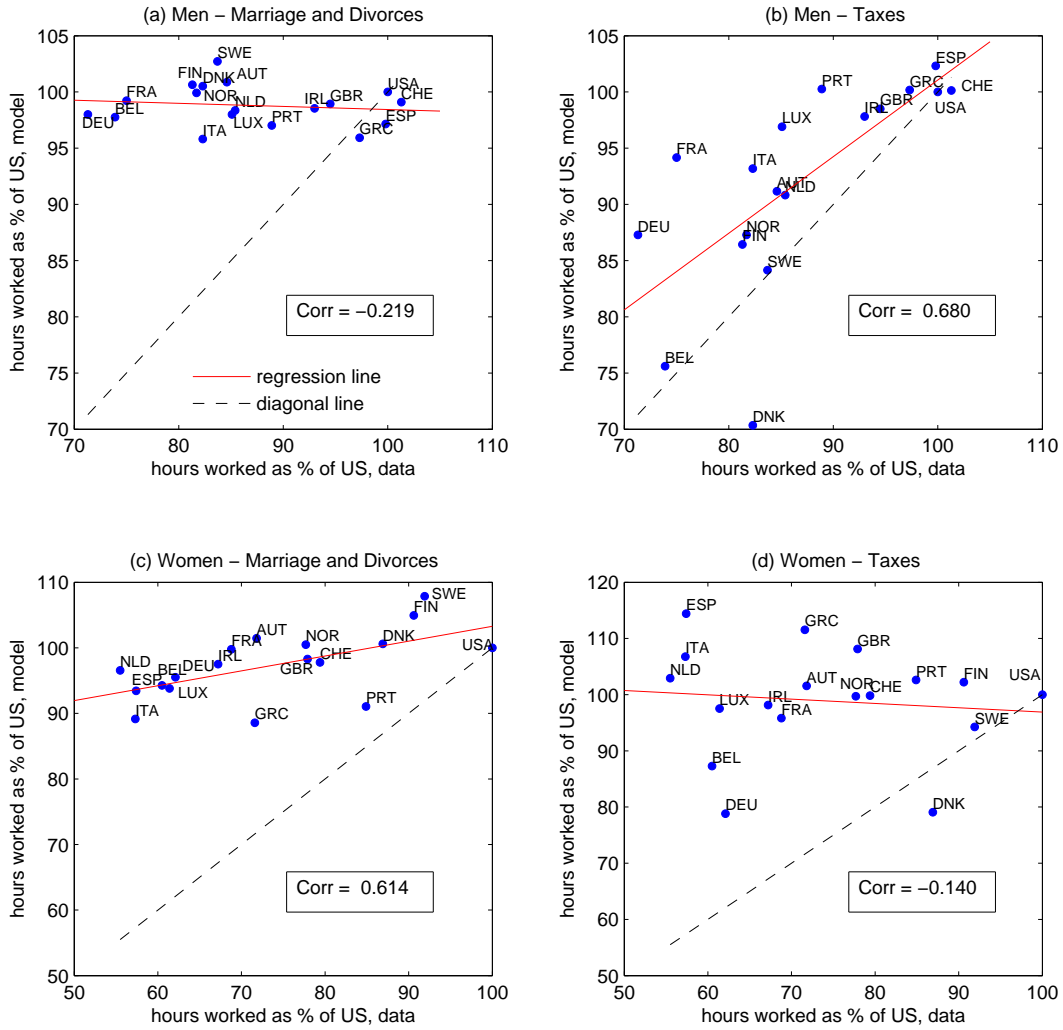 (a) Men − Marriage and Divorces
105
100
95
90
85
80
75
70
hours worked as % of US, model
SWE
FIN
DNK
AUT
USA
FRA
NOR
NLD
IRL
GBR
CHE
DEU
BEL
ITA
LUX
PRT
ESP
GRC
Corr = −0.219
regression line
diagonal line
70 80 90 100 110
hours worked as % of US, data
(b) Men − Taxes
105
100
95
90
85
80
75
70
hours worked as % of US, model
ESP
PRT
GRC
CHE
GBR
USA
IRL
LUX
FRA
ITA
AUT
NLD
DEU
NOR
FIN
SWE
Corr = 0.680
BEL
DNK
70 80 90 100 110
hours worked as % of US, data
(c) Women − Marriage and Divorces
110
100
90
80
70
60
50
hours worked as % of US, model
SWE
FIN
AUT
NOR
DNK
USA
FRA
NLD
BEL
DEU
IRL
GBR
CHE
ESP
LUX
PRT
ITA
GRC
Corr = 0.614
50 60 70 80 90 100
hours worked as % of US, data
(d) Women − Taxes
120
110
100
90
80
70
60
50
hours worked as % of US, model
ESP
GRC
GBR
ITA
NLD
AUT
PRT
FIN
USA
LUX
IRL
NOR
CHE
FRA
SWE
BEL
DEU
DNK
Corr = −0.140
50 60 70 80 90 100
hours worked as % of US, data